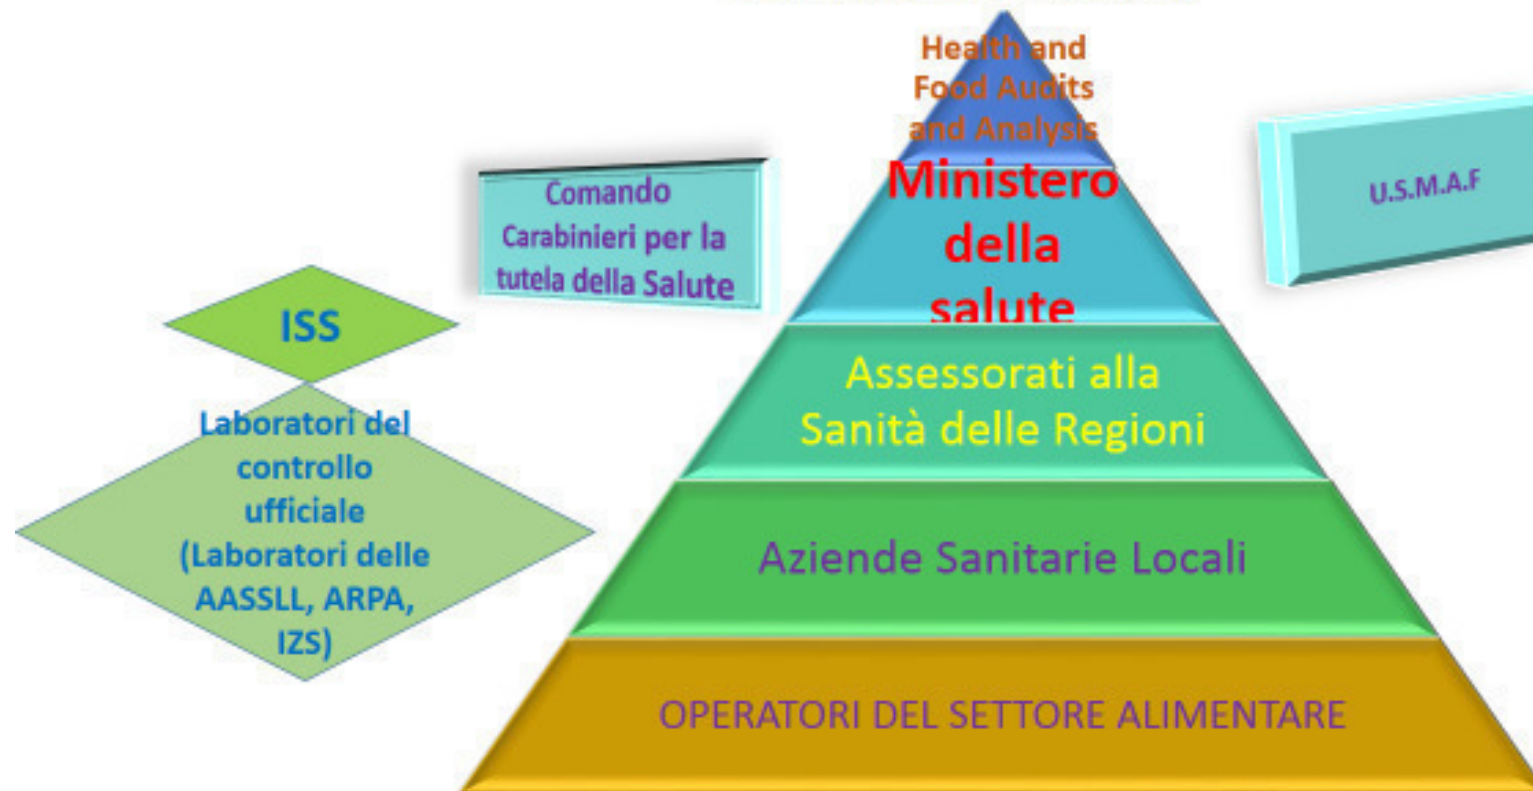 Health and
Food Audits
and Analysis
Ministero
della
salute
Comando
Carabinieri per la
tutela della Salute
U.S.M.A.F
ISS
Assessorati alla
Sanità delle Regioni
Laboratori del
controllo
ufficiale
(Laboratori delle
AASSLL, ARPA,
IZS)
Aziende Sanitarie Locali
OPERATORI DEL SETTORE ALIMENTARE